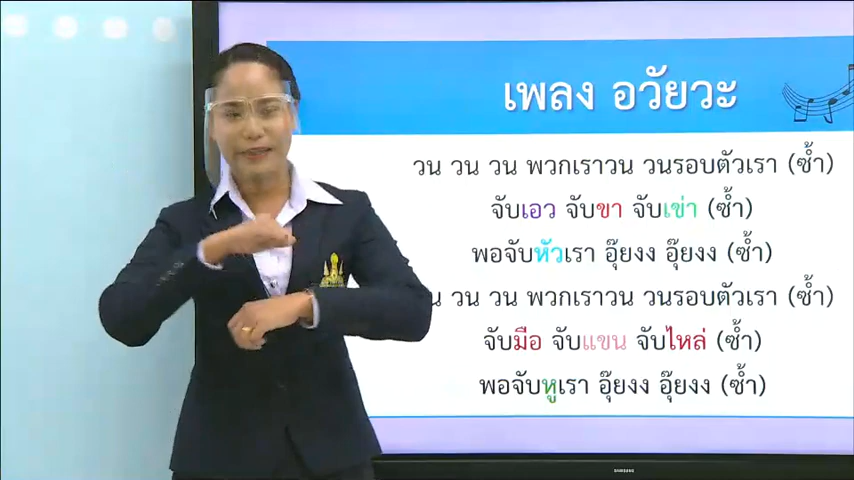 เพลง อวัยวะ
วน วน วน พวกเราวน วนรอบตัวเรา (ซ้ำ)
จับเอว จับขา จับเข่า (ซ้ำ)
พอจับหัวเรา อุ๊ยงง อุ๊ยงง (ซ้ำ)
วน วน พวกเราวน วนรอบตัวเรา (ซ้ำ)
จับมือ จับแขน จับไหล่ (ซ้ำ)
พอจับหูเรา อุ๊ยงง อุ๊ยงง (ซ้ำ)
SAMSUNG